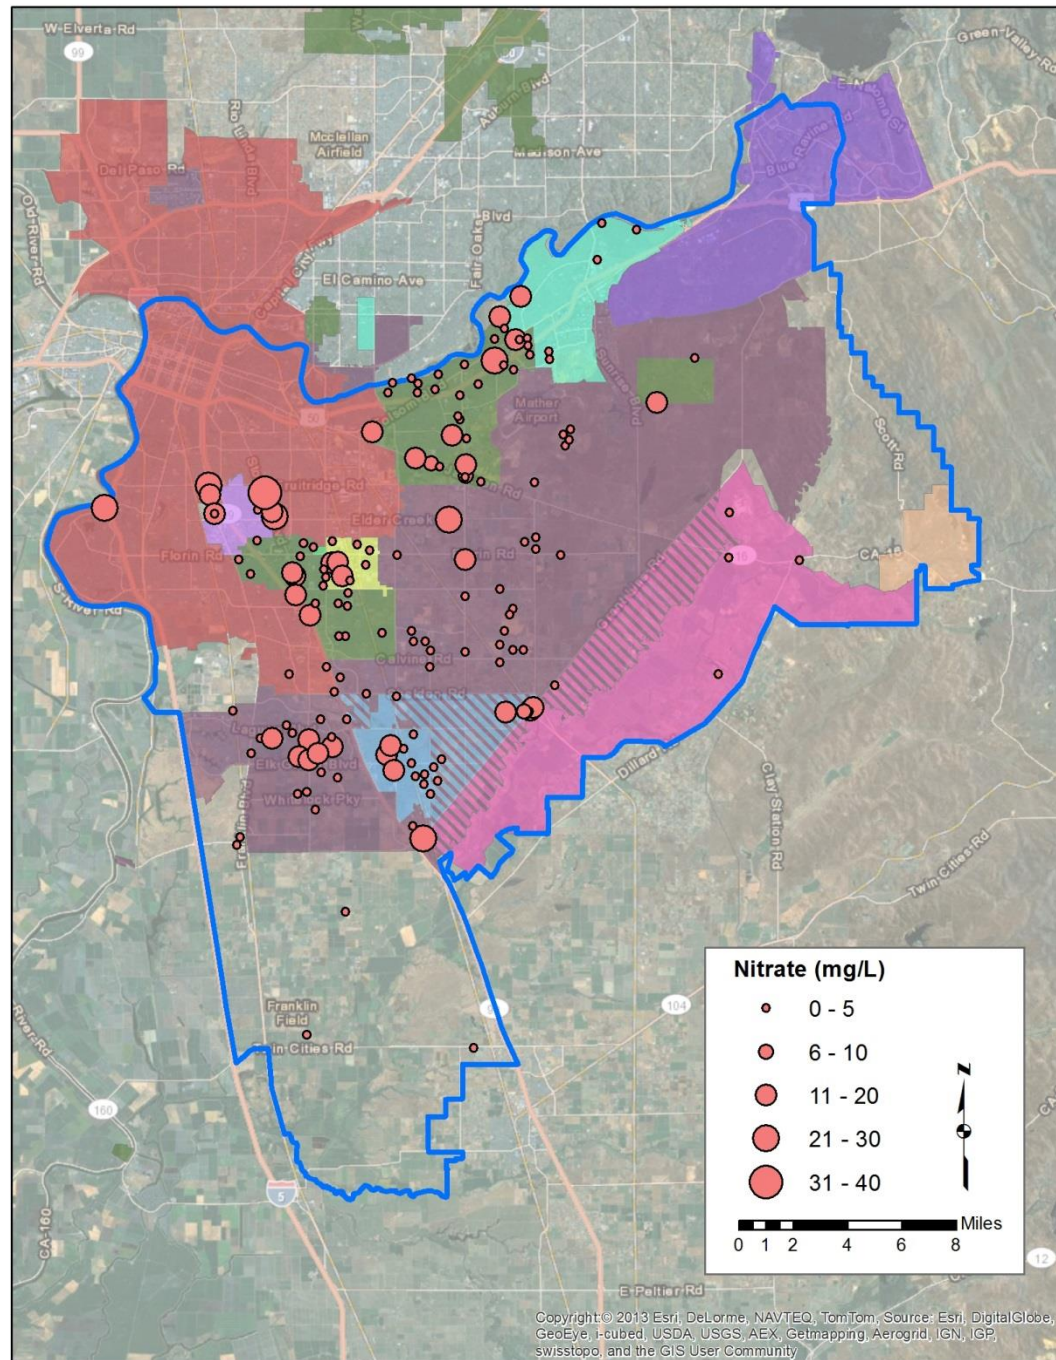 W Elverta Rd
99
Green-Valley-Rd
E-Natoma-St
Rio Linda Blvd
Auburn Blvd
Mcclellan
Airfield
Madison Ave
Blue-Ravine-Rd
Del Paso Rd
Old-River-Rd
Fair Oaks Blvd
Capital City Fwy
El Camino Ave
Sunrise-Blvd
50
Folsom
Mather
Airport
Scott-Rd
Fruitridge Rd
Rd
Elder Creek
Florin Rd
Florin Rd
16
CA-16
S-River-Rd
Calvine Rd
Sheldon Rd
Elk Grove Blvd
Dillard
Whitelock Pky
Franklin Blvd
Clay Station Rd
Twin Cities Rd
Nitrate (mg/L)
0 - 5
6 - 10
11 - 20
21 - 30
31 - 40
N
Miles
0 1 2 4 6 8
104
Franklin
Field
Twin Cities Rd
River-Rd
160
5
CA-160
CA-
12
E Peltier Rd
Copyright:© 2013 Esri, DeLorme, NAVTEQ, TomTom, Source: Esri, DigitalGlobe,
GeoEye, i-cubed, USDA, USGS, AEX, Getmapping, Aerogrid, IGN, IGP,
swisstopo, and the GIS User Community